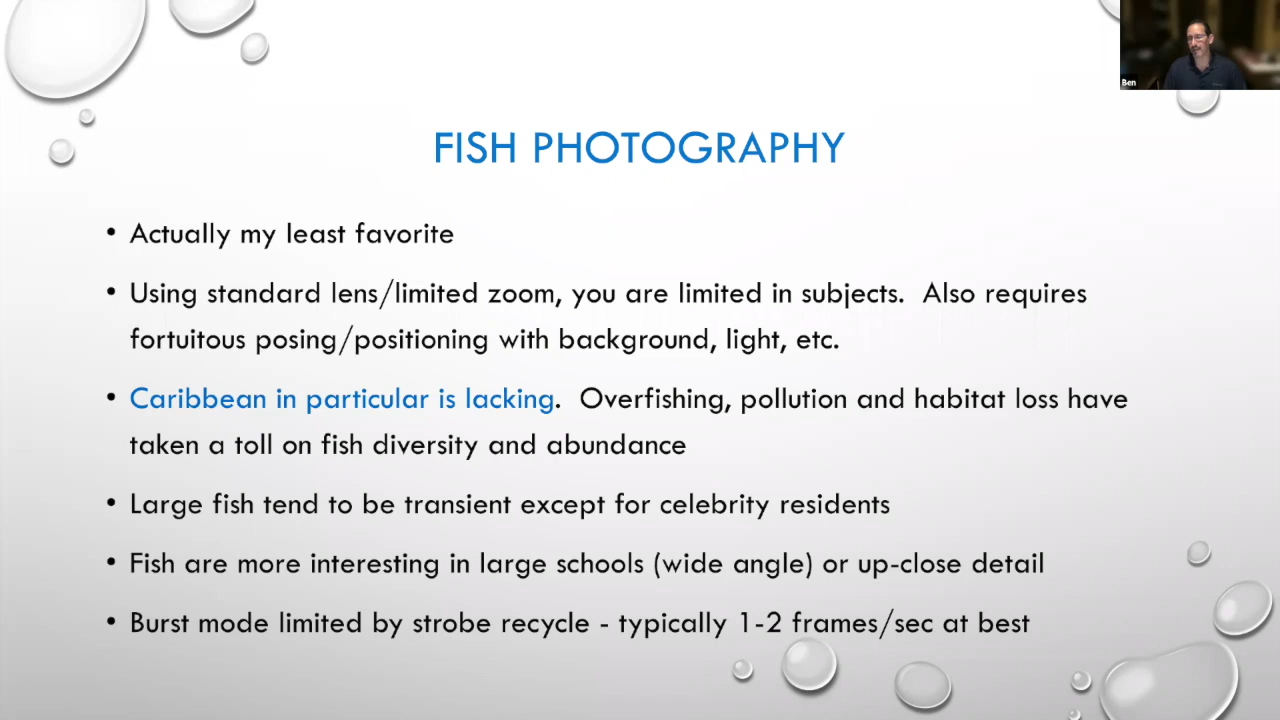 Ben
FISH PHOTOGRAPHY
• Actually my least favorite
• Using standard lens/limited zoom, you are limited in subjects. Also requires
fortuitous posing/positioning with background, light, etc.
• Caribbean in particular is lacking. Overfishing, pollution and habitat loss have
taken a toll on fish diversity and abundance
• Large fish tend to be transient except for celebrity residents
• Fish are more interesting in large schools (wide angle) or up-close detail
• Burst mode limited by strobe recycle - typically 1-2 frames/sec at best